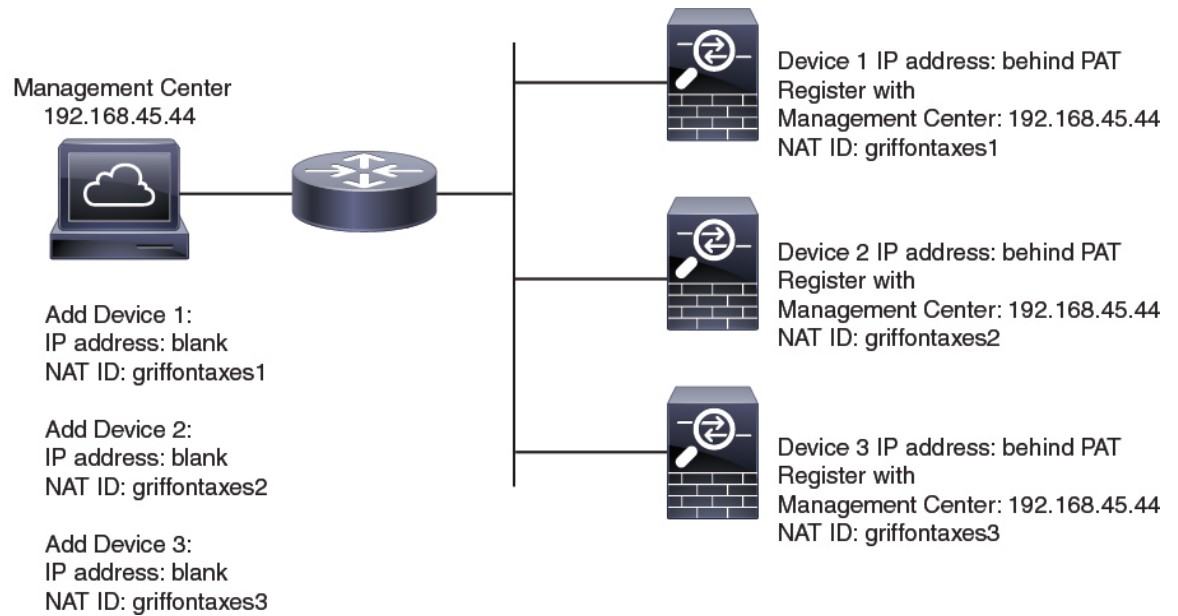 Management Center
192.168.45.44
Add Device 1:
IP address: blank
NAT ID: griffontaxes1
Add Device 2:
IP address: blank
NAT ID: griffontaxes2
Add Device 3:
IP address: blank
NAT ID: griffontaxes3
Device 1 IP address: behind PAT
Register with
Management Center: 192.168.45.44
NAT ID: griffontaxes1
Device 2 IP address: behind PAT
Register with
Management Center: 192.168.45.44
NAT ID: griffontaxes2
Device 3 IP address: behind PAT
Register with
Management Center: 192.168.45.44
NAT ID: griffontaxes3